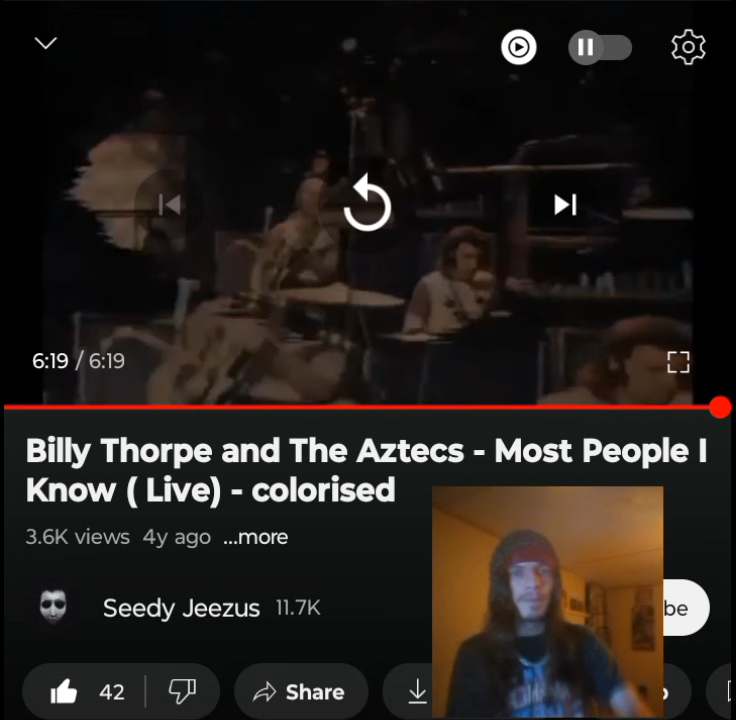 6:19 / 6:19
Billy Thorpe and The Aztecs - Most People I
Know ( Live) - colorised
3.6K views 4y ago ...more
Seedy Jeezus 11.7K
be
42
Share